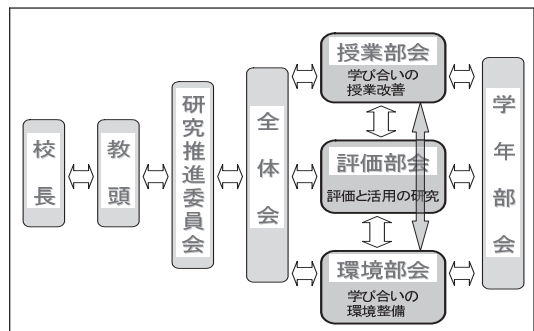 校長
教頭
研究推進委員会
全体会
授業部会
学び合いの
授業改善
評価部会
評価と活用の研究
環境部会
学び合いの
環境整備
学年部会